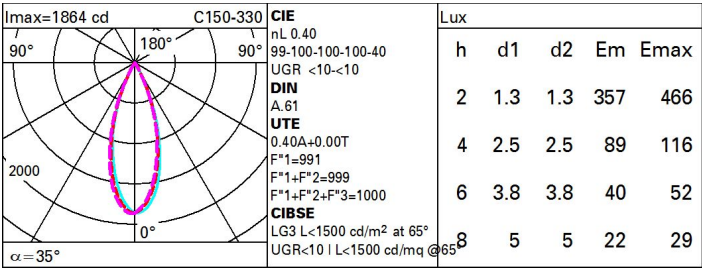 Imax=1864 cd C150-330
90° 180° 90°
2000
0°
α=35°
CIE
nL 0.40
99-100-100-100-40
UGR <10-<10
DIN
A.61
UTE
0.40A+0.00T
F"1=991
F"1+F"2=999
F"1+F"2+F"3=1000
CIBSE
LG3 L<1500 cd/m² at 65°
UGR<10 | L<1500 cd/mq @65°
Lux
h d1 d2 Em Emax
2 1.3 1.3 357 466
4 2.5 2.5 89 116
6 3.8 3.8 40 52
8 5 5 22 29